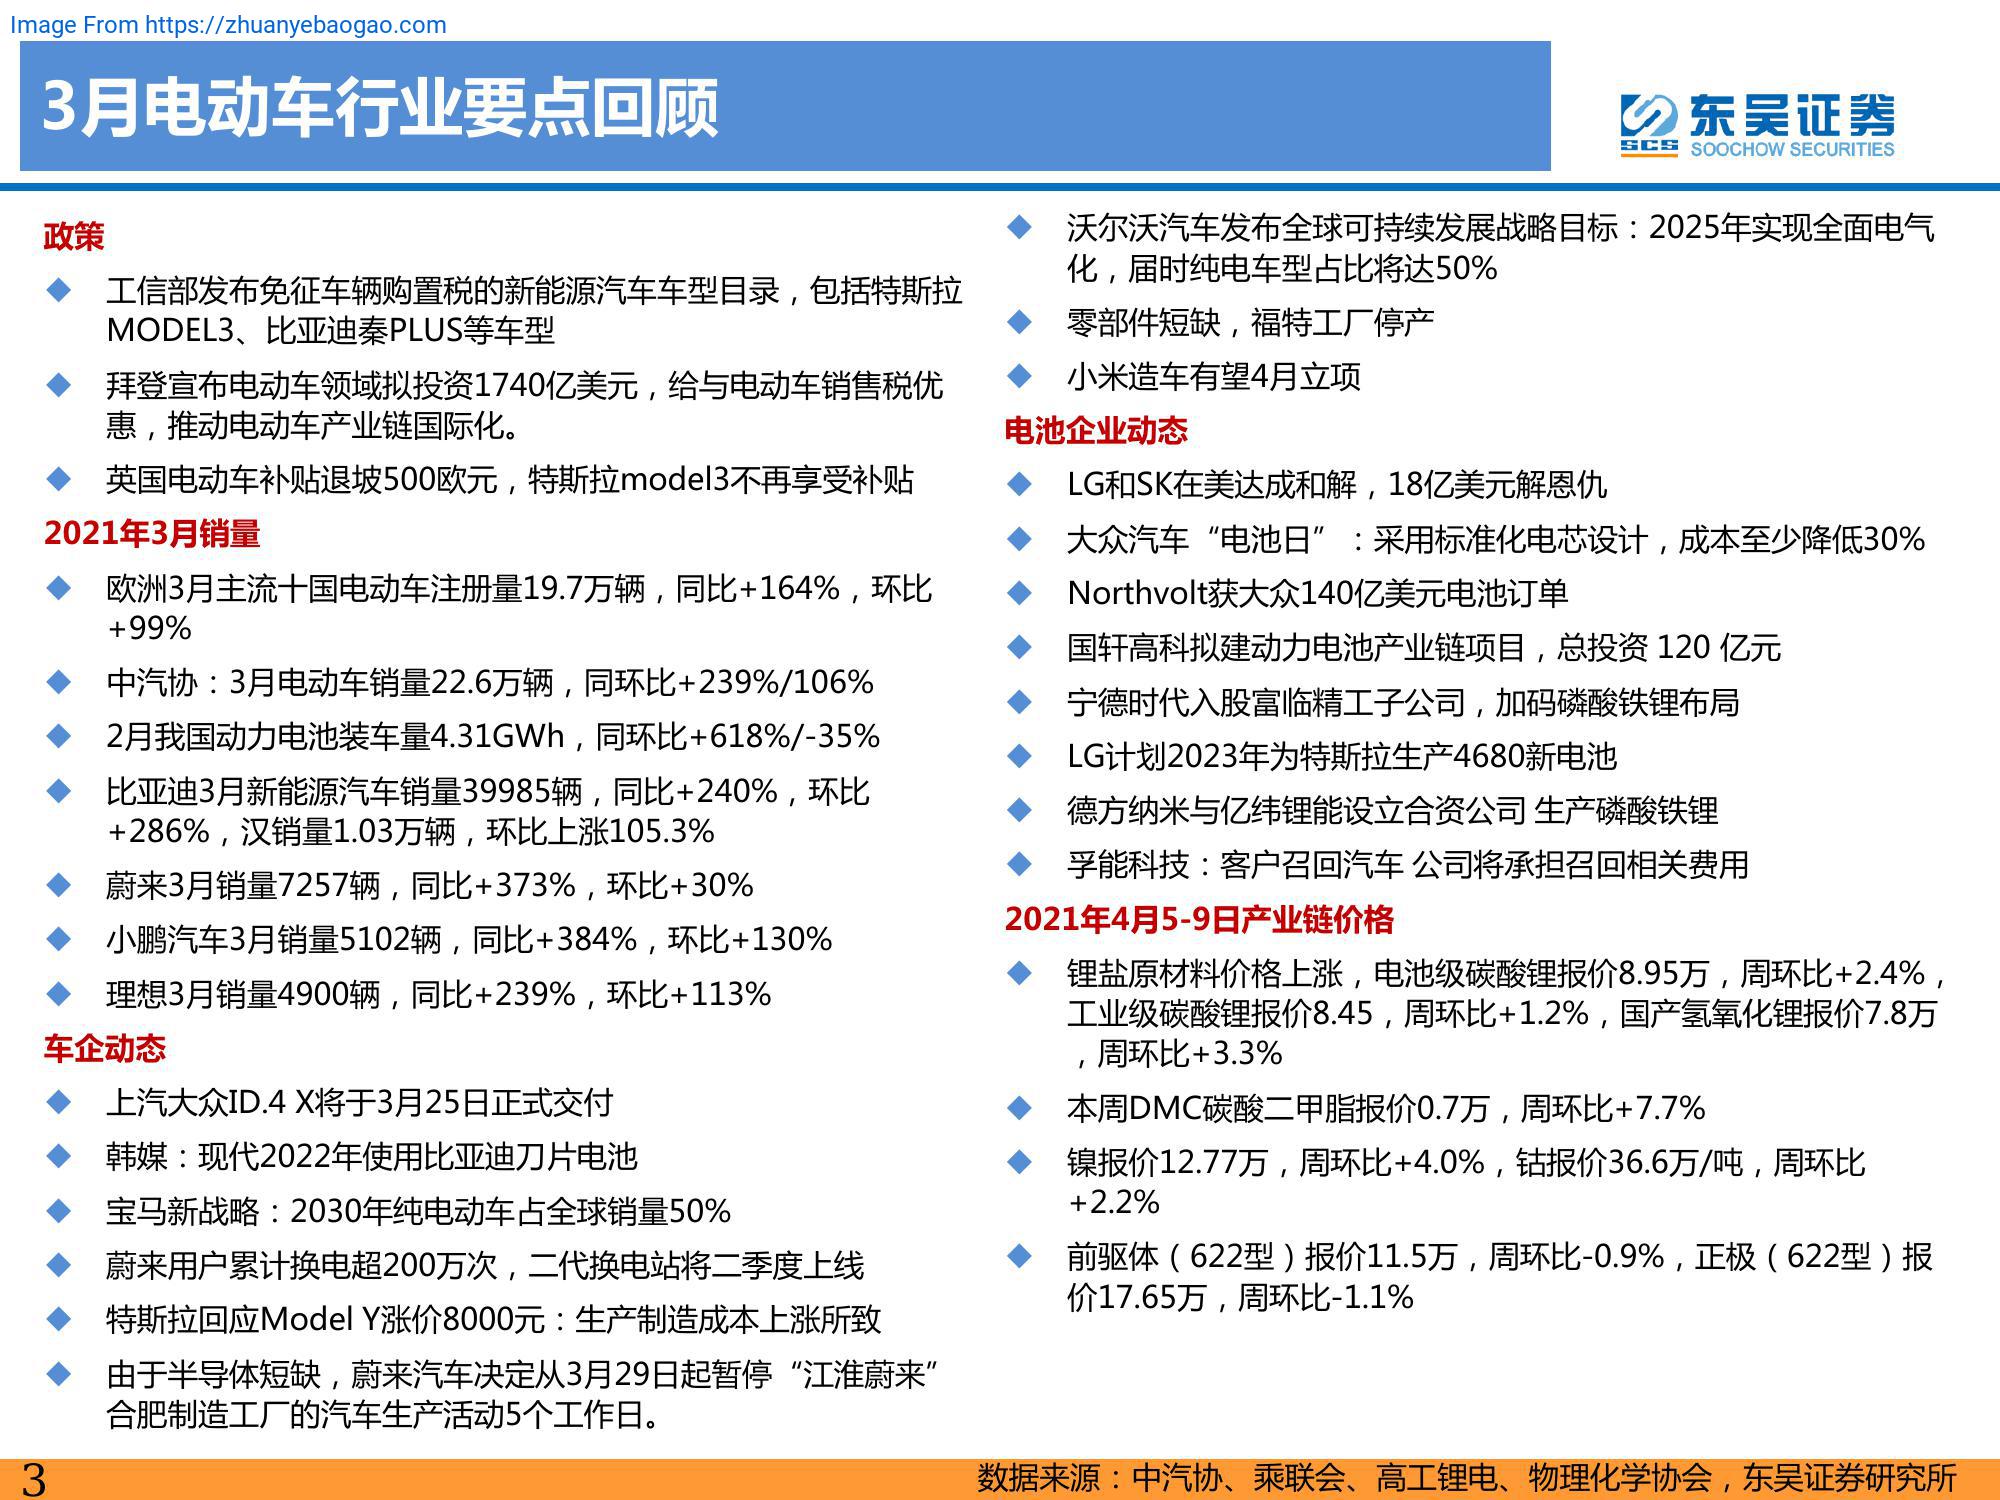 Image From https://zhuanyebaogao.com
3月电动车行业要点回顾
东吴证券
SCS
SOOCHOW SECURITIES
政策
工信部发布免征车辆购置税的新能源汽车车型目录，包括特斯拉
MODEL3、比亚迪秦PLUS等车型
拜登宣布电动车领域拟投资1740亿美元，给与电动车销售税优
惠，推动电动车产业链国际化。
英国电动车补贴退坡500欧元，特斯拉model3不再享受补贴
2021年3月销量
欧洲3月主流十国电动车注册量19.7万辆，同比+164%，环比
+99%
中汽协：3月电动车销量22.6万辆，同环比+239%/106%
2月我国动力电池装车量4.31GWh，同环比+618%/-35%
比亚迪3月新能源汽车销量39985辆，同比+240%，环比
+286%，汉销量1.03万辆，环比上涨105.3%
蔚来3月销量7257辆，同比+373%，环比+30%
小鹏汽车3月销量5102辆，同比+384%，环比+130%
理想3月销量4900辆，同比+239%，环比+113%
车企动态
上汽大众ID.4 X将于3月25日正式交付
韩媒：现代2022年使用比亚迪刀片电池
宝马新战略：2030年纯电动车占全球销量50%
蔚来用户累计换电超200万次，二代换电站将二季度上线
特斯拉回应Model Y涨价8000元：生产制造成本上涨所致
由于半导体短缺，蔚来汽车决定从3月29日起暂停“江淮蔚来”
合肥制造工厂的汽车生产活动5个工作日。
沃尔沃汽车发布全球可持续发展战略目标：2025年实现全面电气
化，届时纯电车型占比将达50%
零部件短缺，福特工厂停产
小米造车有望4月立项
电池企业动态
LG和SK在美达成和解，18亿美元解恩仇
大众汽车“电池日”：采用标准化电芯设计，成本至少降低30%
Northvolt获大众140亿美元电池订单
国轩高科拟建动力电池产业链项目，总投资 120 亿元
宁德时代入股富临精工子公司，加码磷酸铁锂布局
LG计划2023年为特斯拉生产4680新电池
德方纳米与亿纬锂能设立合资公司 生产磷酸铁锂
孚能科技：客户召回汽车 公司将承担召回相关费用
2021年4月5-9日产业链价格
锂盐原材料价格上涨，电池级碳酸锂报价8.95万，周环比+2.4%，
工业级碳酸锂报价8.45，周环比+1.2%，国产氢氧化锂报价7.8万
，周环比+3.3%
本周DMC碳酸二甲脂报价0.7万，周环比+7.7%
镍报价12.77万，周环比+4.0%，钴报价36.6万/吨，周环比
+2.2%
前驱体（622型）报价11.5万，周环比-0.9%，正极（622型）报
价17.65万，周环比-1.1%
3
数据来源：中汽协、乘联会、高工锂电、物理化学协会，东吴证券研究所